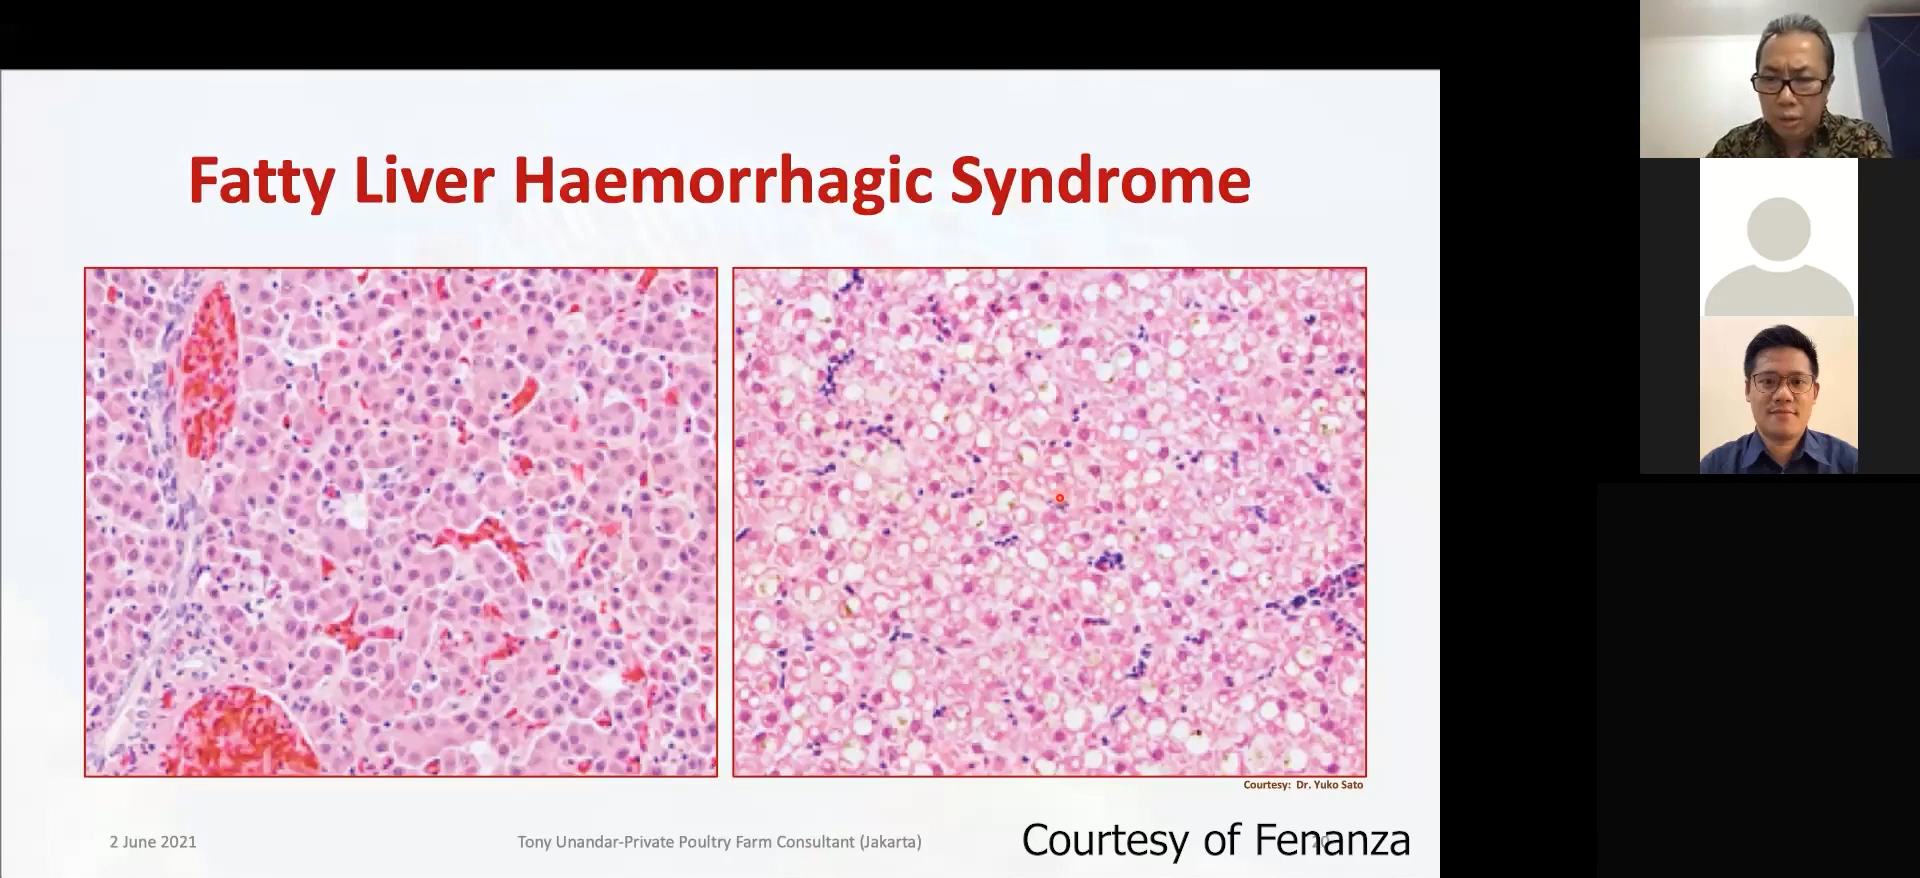 Fatty Liver Haemorrhagic Syndrome
Courtesy: Dr. Yuko Sato
2 June 2021
Tony Unandar-Private Poultry Farm Consultant (Jakarta)
Courtesy of Fenanza